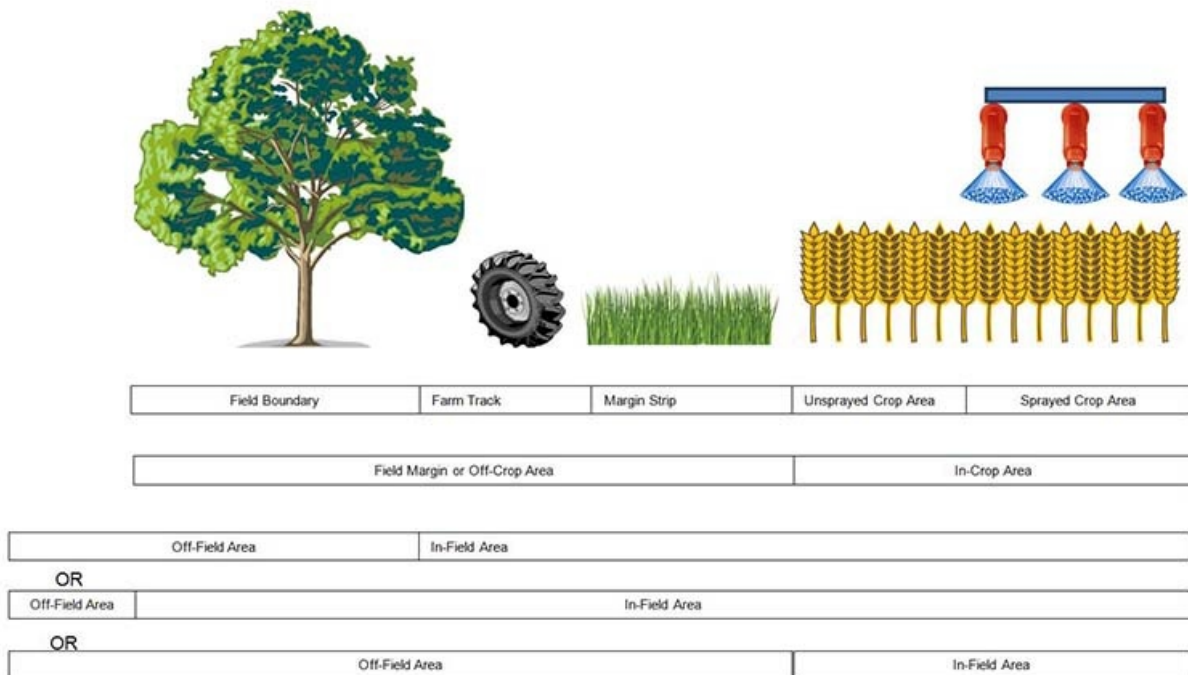 Field Boundary Farm Track Margin Strip Unsprayed Crop Area Sprayed Crop Area
Field Margin or Off-Crop Area In-Crop Area
Off-Field Area In-Field Area
OR
Off-Field Area In-Field Area
OR
Off-Field Area In-Field Area